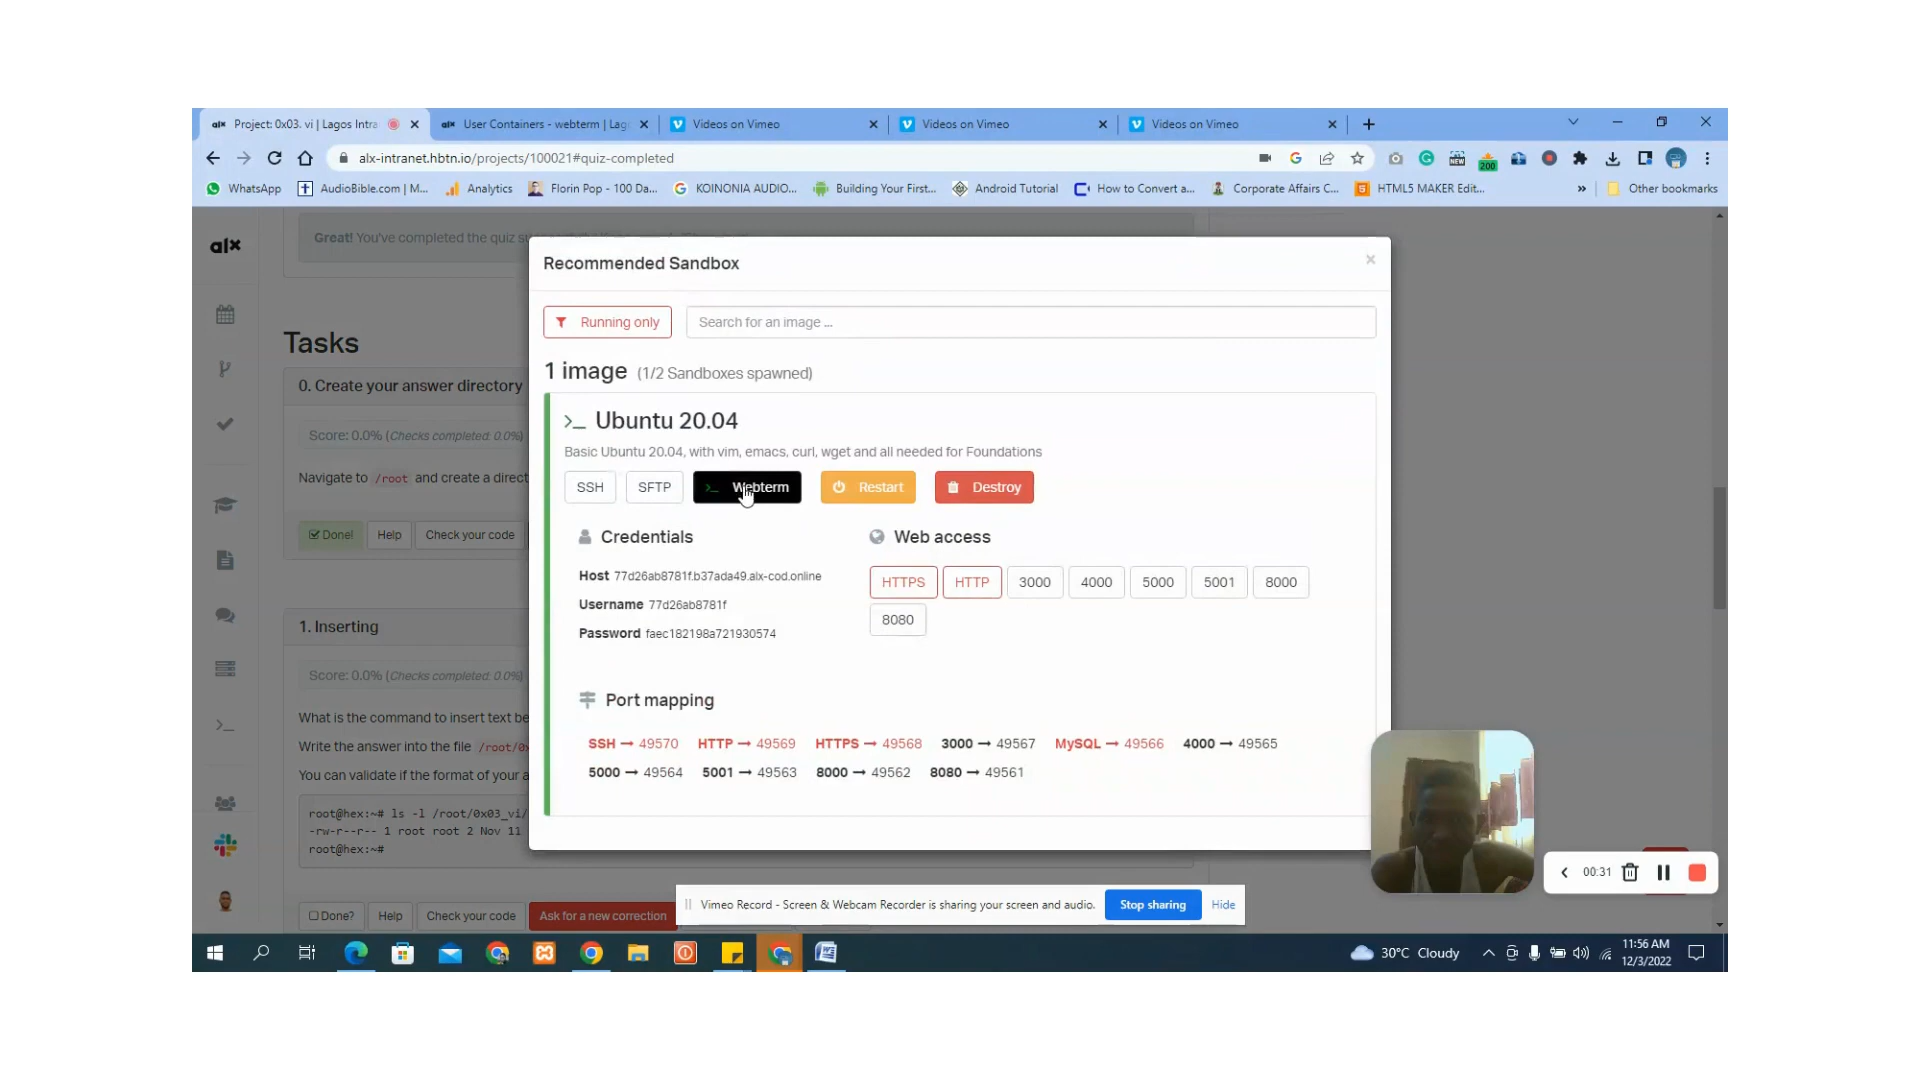 Project: 0x03. vi | Lagos Intra
User Containers - webterm | Lag
Videos on Vimeo
Videos on Vimeo
Videos on Vimeo
alx-intranet.hbtn.io/projects/100021#quiz-completed
NEW
200
WhatsApp
AudioBible.com | M...
Analytics
Florin Pop - 100 Da...
KOINONIA AUDIO...
Building Your First...
Android Tutorial
How to Convert a...
Corporate Affairs C...
HTML5 MAKER Edit...
»
Other bookmarks
alx
Great! You've completed the quiz
Recommended Sandbox
×
Running only
Search for an image ...
1 image (1/2 Sandboxes spawned)
>_ Ubuntu 20.04
Basic Ubuntu 20.04, with vim, emacs, curl, wget and all needed for Foundations
SSH
SFTP
>_ Webterm
Restart
Destroy
Credentials
Host 77d26ab8781f.b37ada49.alx-cod.online
Username 77d26ab8781f
Password faec182198a721930574
Web access
HTTPS
HTTP
3000
4000
5000
5001
8000
8080
Port mapping
SSH → 49570 HTTP → 49569 HTTPS → 49568 3000 → 49567 MySQL → 49566 4000 → 49565
5000 → 49564 5001 → 49563 8000 → 49562 8080 → 49561
Tasks
0. Create your answer directory
Score: 0.0% (Checks completed: 0.0%)
Navigate to /root and create a direct
Done!
Help
Check your code
1. Inserting
Score: 0.0% (Checks completed: 0.0%)
What is the command to insert text be
Write the answer into the file /root/0x
You can validate if the format of your a
root@hex:~# ls -l /root/0x03_vi/
-rw-r--r-- 1 root root 2 Nov 11
root@hex:~#
Done?
Help
Check your code
Ask for a new correction
Vimeo Record - Screen & Webcam Recorder is sharing your screen and audio.
Stop sharing
Hide
00:31
30°C Cloudy
11:56 AM
12/3/2022